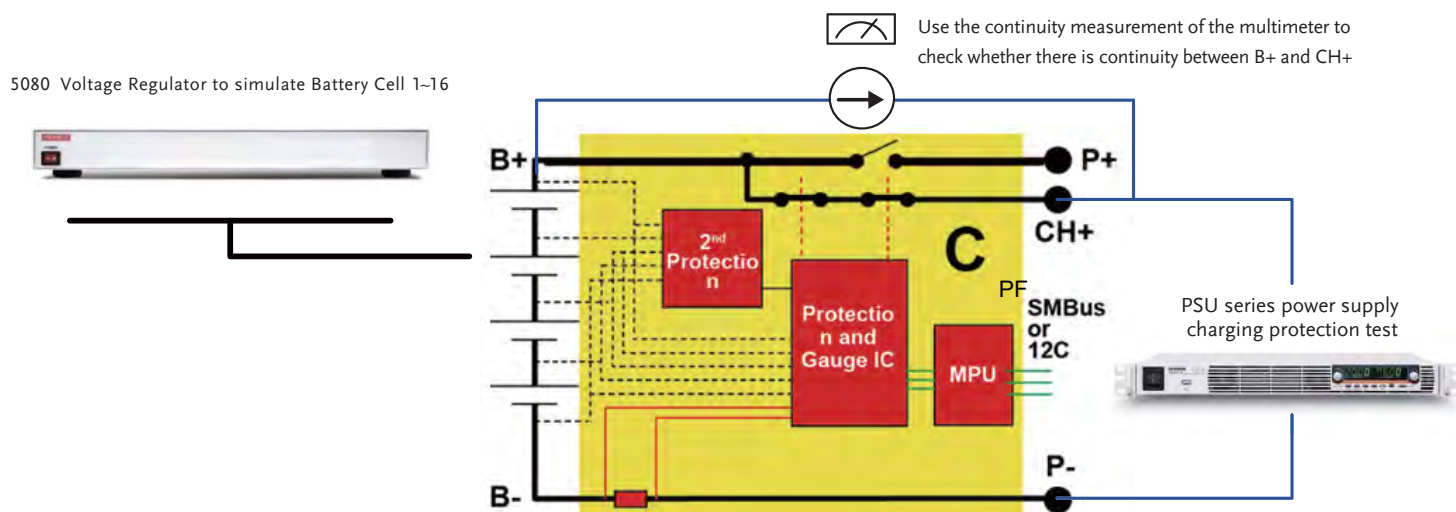 Use the continuity measurement of the multimeter to
check whether there is continuity between B+ and CH+
5080 Voltage Regulator to simulate Battery Cell 1~16
B+
P+
CH+
2nd
Protectio
n
C
PF
SMBus
or
12C
Protectio
n and
Gauge IC
MPU
PSU series power supply
charging protection test
P-
B-